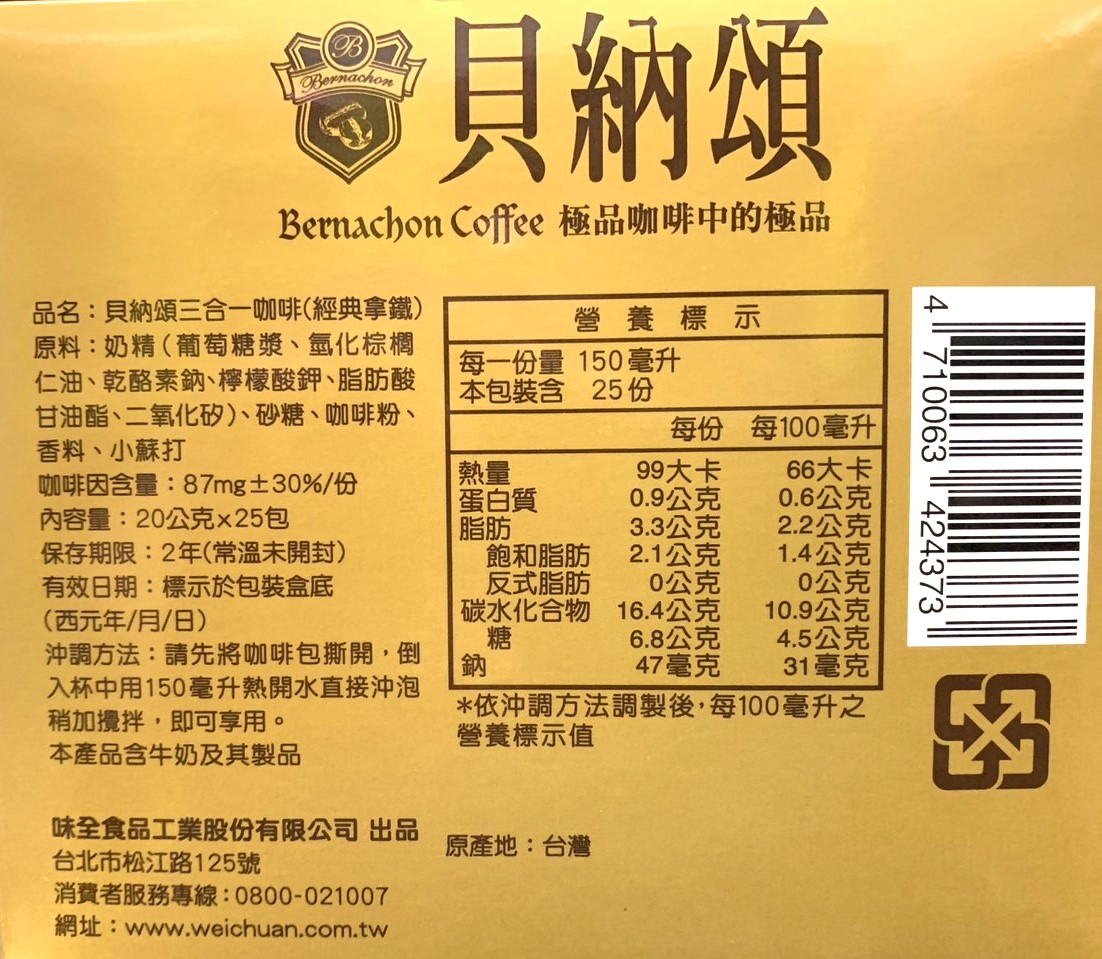 B
Bernachon
貝納頌
Bernachon Coffee 極品咖啡中的極品
品名：貝納頌三合一咖啡(經典拿鐵)
原料：奶精(葡萄糖漿、氫化棕櫚
仁油、乾酪素鈉、檸檬酸鉀、脂肪酸
甘油酯、二氧化矽)、砂糖、咖啡粉、
香料、小蘇打
咖啡因含量：87mg±30%/份
內容量：20公克x25包
保存期限：2年(常溫未開封)
有效日期：標示於包裝盒底
(西元年/月/日)
沖調方法：請先將咖啡包撕開，倒
入杯中用150毫升熱開水直接沖泡
稍加攪拌，即可享用。
本產品含牛奶及其製品
營養標示
每一份量 150毫升
本包裝含 25份
每份 每100毫升
熱量 99大卡 66大卡
蛋白質 0.9公克 0.6公克
脂肪 3.3公克 2.2公克
飽和脂肪 2.1公克 1.4公克
反式脂肪 0公克 0公克
碳水化合物 16.4公克 10.9公克
糖 6.8公克 4.5公克
鈉 47毫克 31毫克
*依沖調方法調製後，每100毫升之
營養標示值
4 710063 424373
味全食品工業股份有限公司 出品
台北市松江路125號
消費者服務專線：0800-021007
網址：www.weichuan.com.tw
原產地：台灣